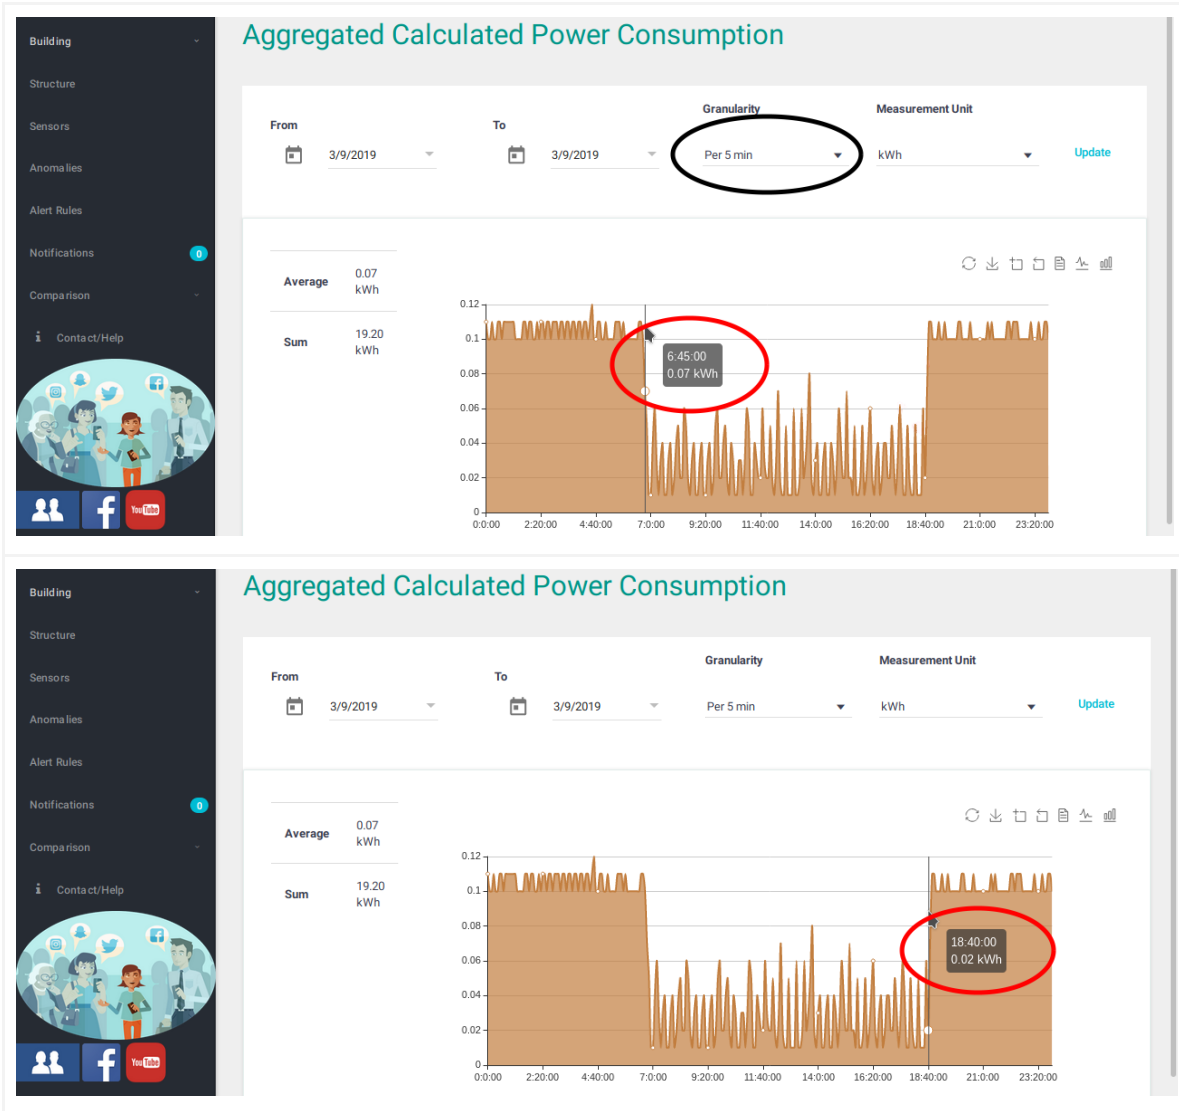 Building
Aggregated Calculated Power Consumption
Structure
Sensors
Anomalies
Alert Rules
Notifications 0
Comparison
i Contact/Help
You Tube
From To Granularity Measurement Unit
3/9/2019 3/9/2019 Per 5 min kWh Update
Average 0.07 kWh
Sum 19.20 kWh
0.12
0.1
0.08
0.06
0.04
0.02
0
6:45:00
0.07 kWh
0:0:00 2:20:00 4:40:00 7:0:00 9:20:00 11:40:00 14:0:00 16:20:00 18:40:00 21:0:00 23:20:00
Building
Aggregated Calculated Power Consumption
Structure
Sensors
Anomalies
Alert Rules
Notifications 0
Comparison
i Contact/Help
You Tube
From To Granularity Measurement Unit
3/9/2019 3/9/2019 Per 5 min kWh Update
Average 0.07 kWh
Sum 19.20 kWh
0.12
0.1
0.08
0.06
0.04
0.02
0
18:40:00
0.02 kWh
0:0:00 2:20:00 4:40:00 7:0:00 9:20:00 11:40:00 14:0:00 16:20:00 18:40:00 21:0:00 23:20:00